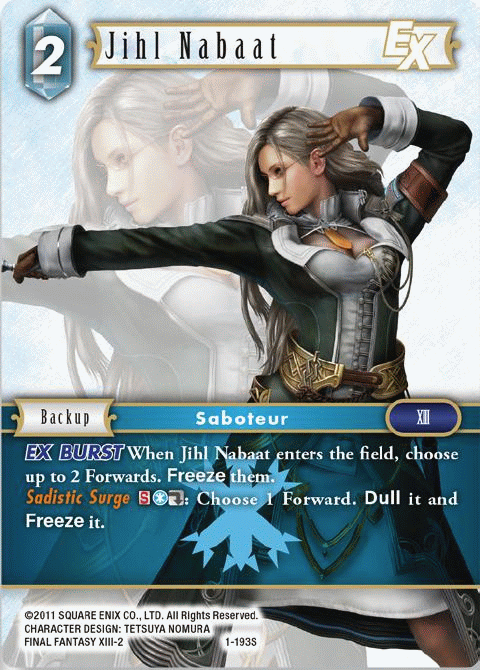 2
Jihl Nabaat
EX
Backup
Saboteur
XIII
EX BURST When Jihl Nabaat enters the field, choose
up to 2 Forwards. Freeze them.
Sadistic Surge S: Choose 1 Forward. Dull it and
Freeze it.
©2011 SQUARE ENIX CO., LTD. All Rights Reserved.
CHARACTER DESIGN: TETSUYA NOMURA
FINAL FANTASY XIII-2
1-193S